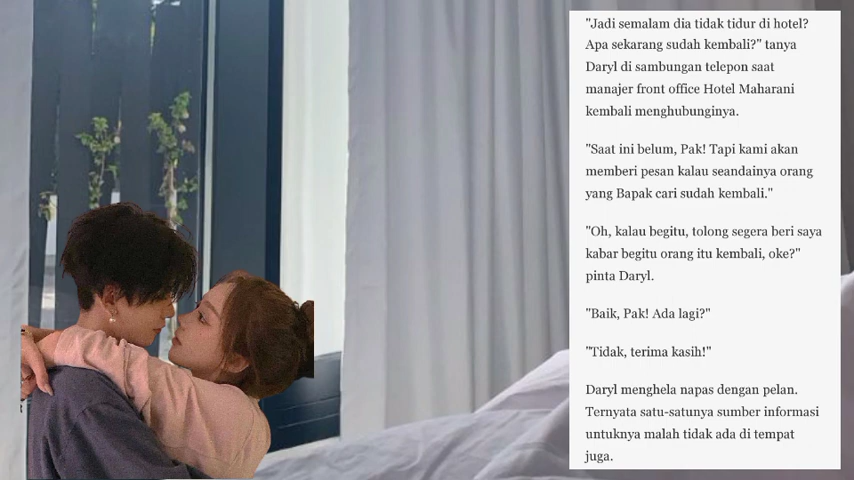 "Jadi semalam dia tidak tidur di hotel?
Apa sekarang sudah kembali?" tanya
Daryl di sambungan telepon saat
manajer front office Hotel Maharani
kembali menghubunginya.
"Saat ini belum, Pak! Tapi kami akan
memberi pesan kalau seandainya orang
yang Bapak cari sudah kembali."
"Oh, kalau begitu, tolong segera beri saya
kabar begitu orang itu kembali, oke?"
pinta Daryl.
"Baik, Pak! Ada lagi?"
"Tidak, terima kasih!"
Daryl menghela napas dengan pelan.
Ternyata satu-satunya sumber informasi
untuknya malah tidak ada di tempat
juga.